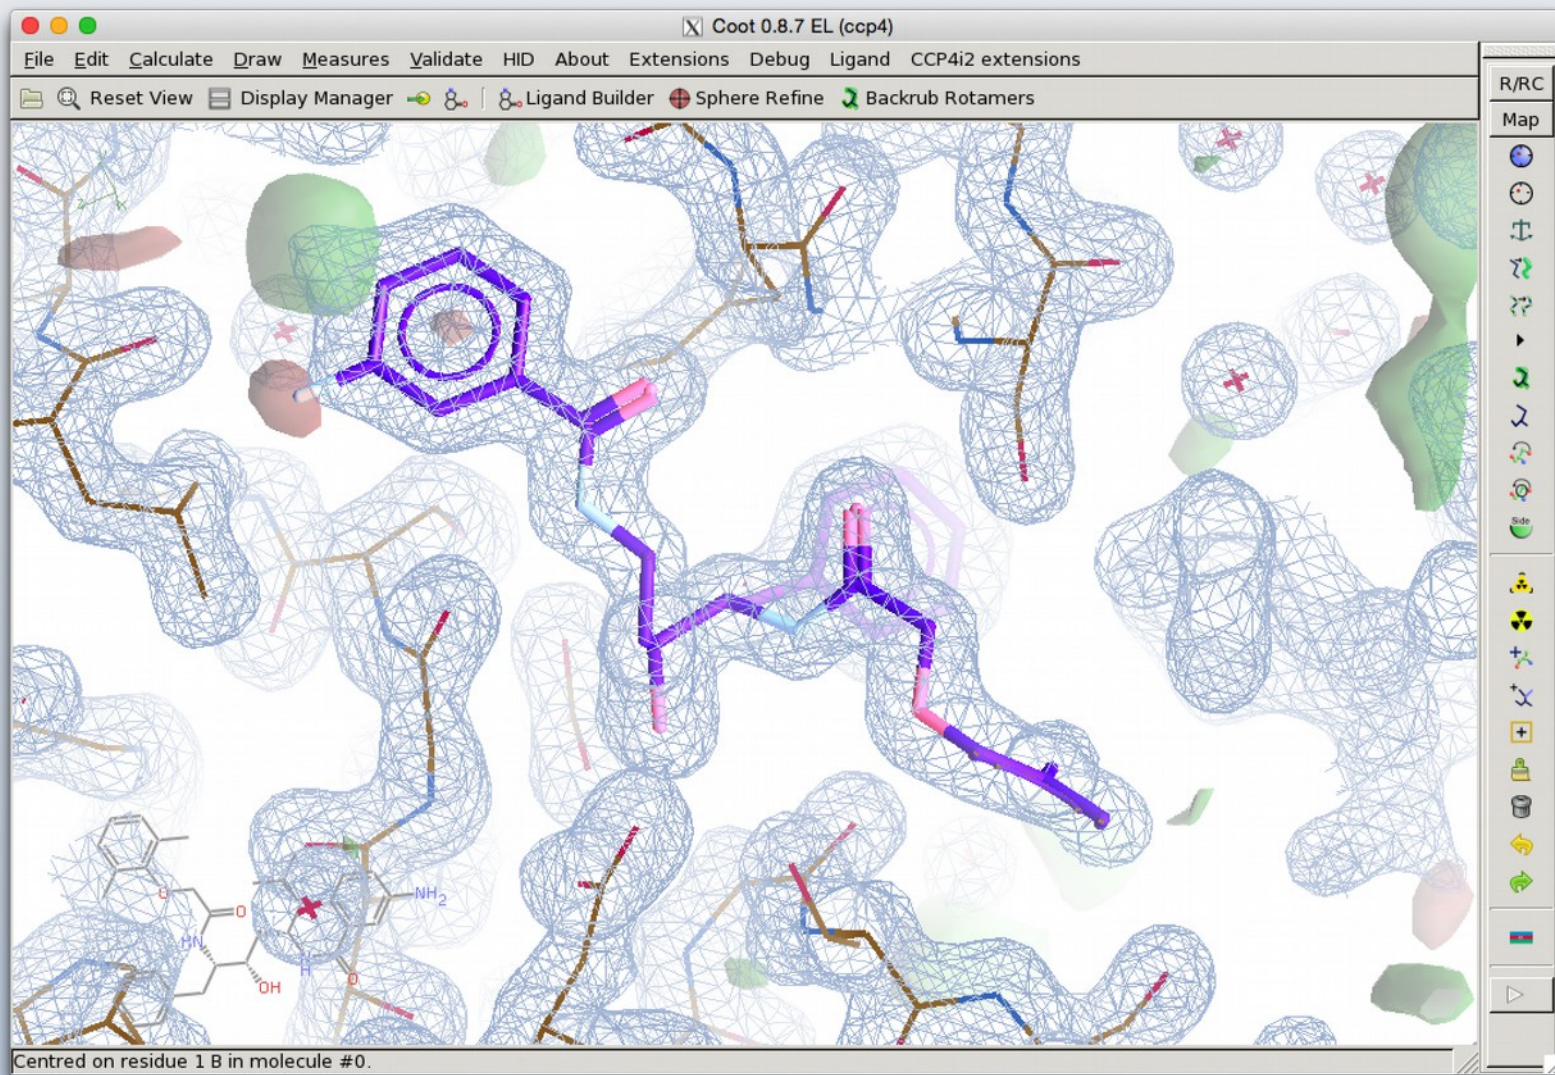 Coot 0.8.7 EL (ccp4)
File Edit Calculate Draw Measures Validate HID About Extensions Debug Ligand CCP4i2 extensions
Reset View Display Manager Ligand Builder Sphere Refine Backrub Rotamers
R/RC
Map
Side
O
O
NH2
HN
H
O
OH
Centred on residue 1 B in molecule #0.